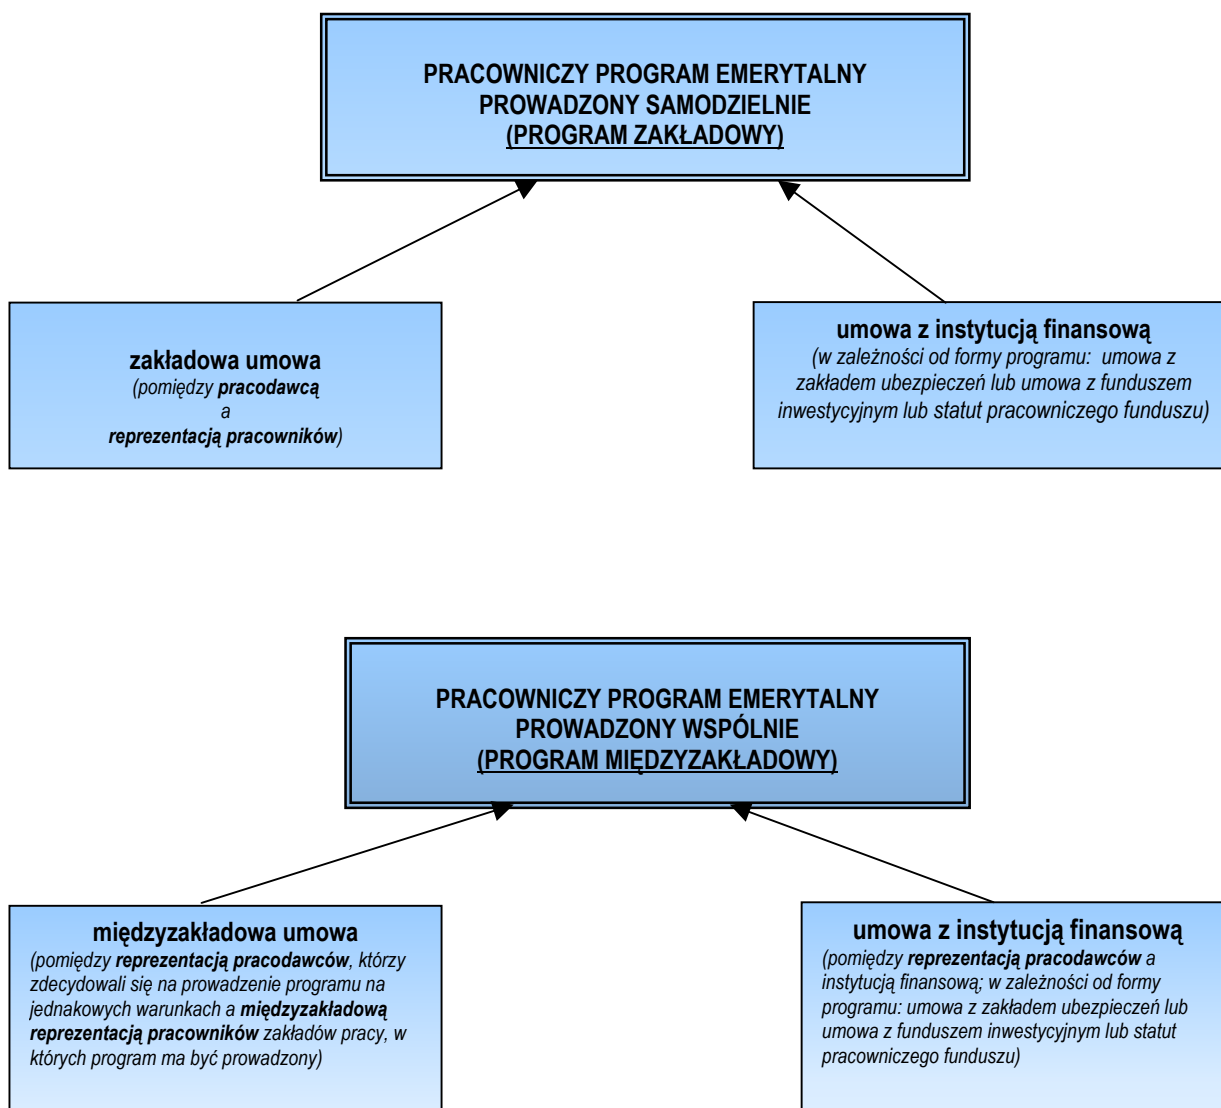 PRACOWNICZY PROGRAM EMERYTALNY
PROWADZONY SAMODZIELNIE
(PROGRAM ZAKŁADOWY)
zakładowa umowa
(pomiędzy pracodawcą
a
reprezentacją pracowników)
umowa z instytucją finansową
(w zależności od formy programu: umowa z
zakładem ubezpieczeń lub umowa z funduszem
inwestycyjnym lub statut pracowniczego funduszu)
PRACOWNICZY PROGRAM EMERYTALNY
PROWADZONY WSPÓLNIE
(PROGRAM MIĘDZYZAKŁADOWY)
międzyzakładowa umowa
(pomiędzy reprezentacją pracodawców, którzy
zdecydowali się na prowadzenie programu na
jednakowych warunkach a międzyzakładową
reprezentacją pracowników zakładów pracy, w
których program ma być prowadzony)
umowa z instytucją finansową
(pomiędzy reprezentacją pracodawców a
instytucją finansową; w zależności od formy
programu: umowa z zakładem ubezpieczeń lub
umowa z funduszem inwestycyjnym lub statut
pracowniczego funduszu)